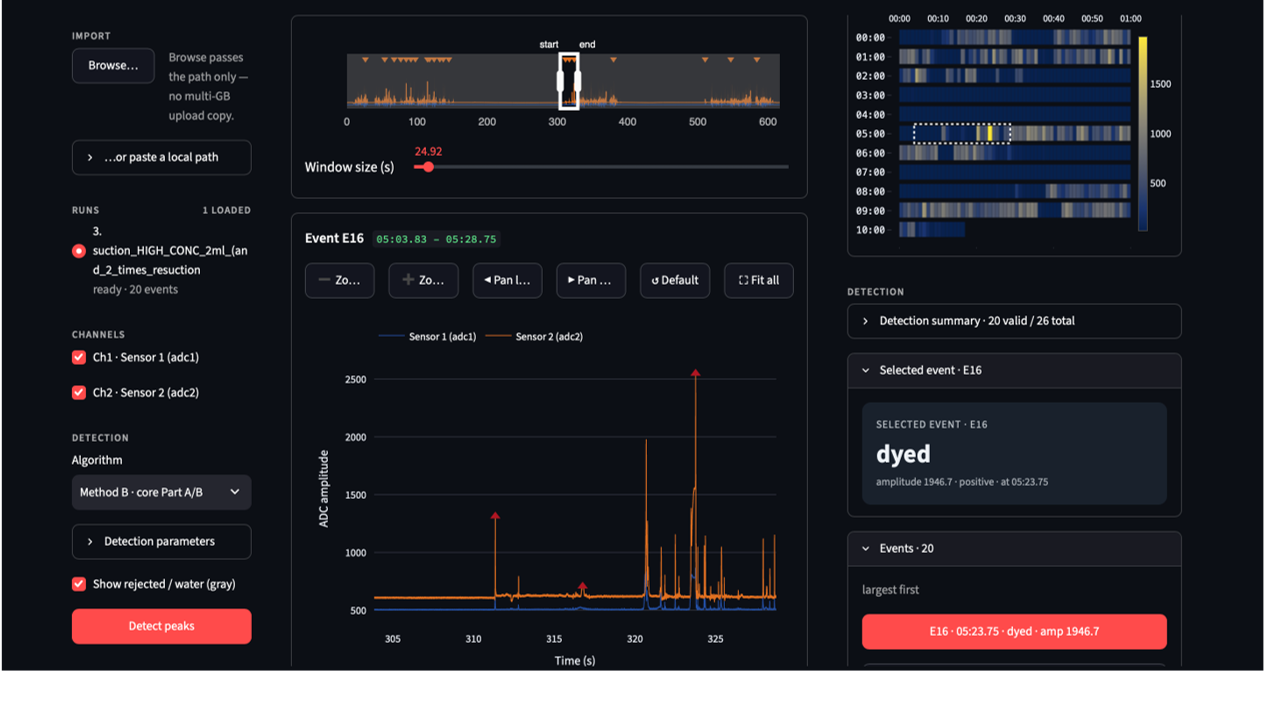 IMPORT
Browse…
Browse passes
the path only —
no multi-GB
upload copy.
…or paste a local path
RUNS
1 LOADED
3.
suction_HIGH_CONC_2ml_(an
d_2_times_resuction
ready · 20 events
CHANNELS
Ch1 · Sensor 1 (adc1)
Ch2 · Sensor 2 (adc2)
DETECTION
Algorithm
Method B · core Part A/B
Detection parameters
Show rejected / water (gray)
Detect peaks
start end
0 100 200 300 400 500 600
24.92
Window size (s)
Event E16 05:03.83 – 05:28.75
Zo…
Zo…
◂ Pan l…
▸ Pan …
↺ Default
⛶ Fit all
Sensor 1 (adc1) Sensor 2 (adc2)
2500
2000
1500
1000
500
ADC amplitude
305 310 315 320 325
Time (s)
00:00 00:10 00:20 00:30 00:40 00:50 01:00
00:00
01:00
02:00
03:00
04:00
05:00
06:00
07:00
08:00
09:00
10:00
1500
1000
500
DETECTION
Detection summary · 20 valid / 26 total
Selected event · E16
SELECTED EVENT · E16
dyed
amplitude 1946.7 · positive · at 05:23.75
Events · 20
largest first
E16 · 05:23.75 · dyed · amp 1946.7